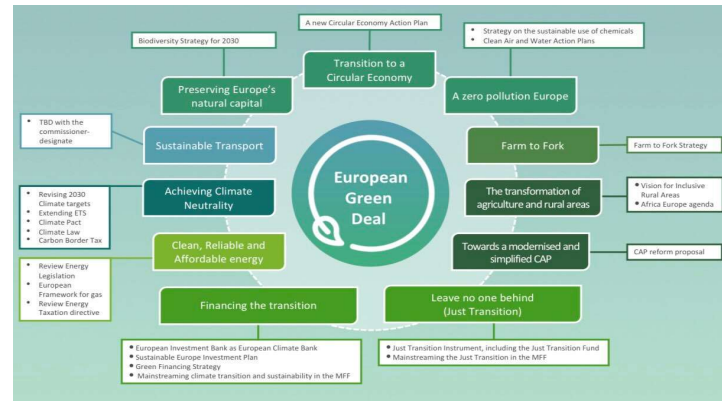 A new Circular Economy Action Plan
Biodiversity Strategy for 2030
• Strategy on the sustainable use of chemicals
• Clean Air and Water Action Plans
Transition to a
Circular Economy
Preserving Europe's
natural capital
A zero pollution Europe
• TBD with the
commissioner-
designate
Sustainable Transport
Farm to Fork
Farm to Fork Strategy
European
Green
Deal
• Revising 2030
Climate targets
• Extending ETS
• Climate Pact
• Climate Law
• Carbon Border Tax
Achieving Climate
Neutrality
The transformation of
agriculture and rural areas
• Vision for Inclusive
Rural Areas
• Africa Europe agenda
Clean, Reliable and
Affordable energy
Towards a modernised and
simplified CAP
CAP reform proposal
• Review Energy
Legislation
• European
Framework for gas
• Review Energy
Taxation directive
Financing the transition
Leave no one behind
(Just Transition)
• European Investment Bank as European Climate Bank
• Sustainable Europe Investment Plan
• Green Financing Strategy
• Mainstreaming climate transition and sustainability in the MFF
• Just Transition Instrument, including the Just Transition Fund
• Mainstreaming the Just Transition in the MFF